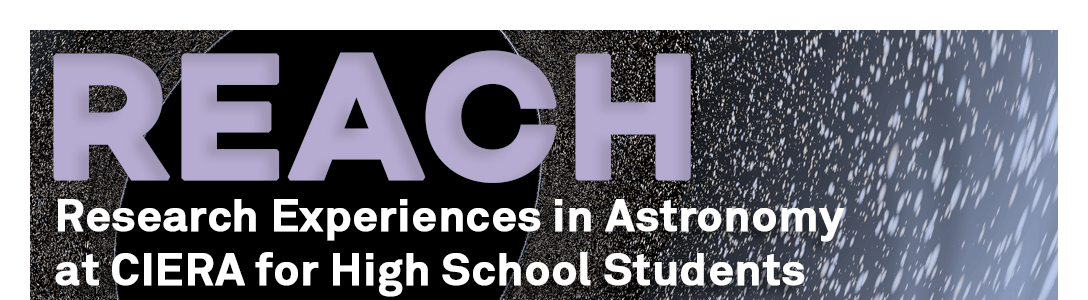 REACH
Research Experiences in Astronomy
at CIERA for High School Students